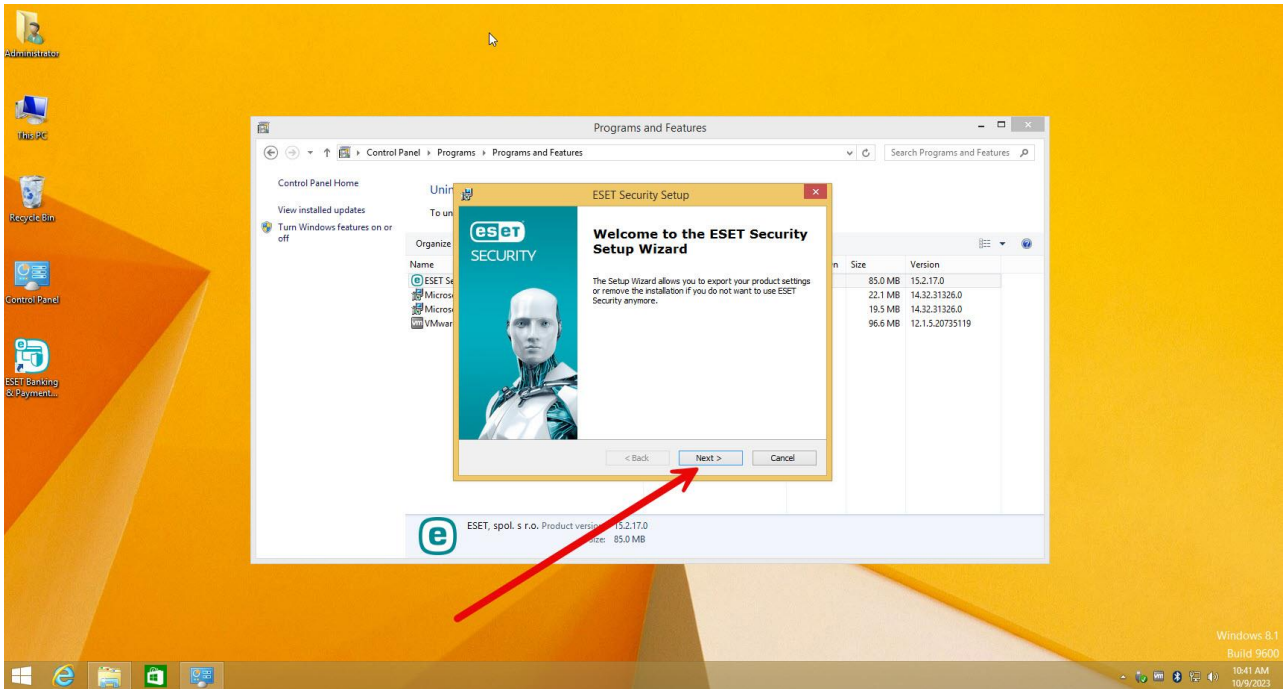 Administrator
This PC
Recycle Bin
Control Panel
ESET Banking
& Payment...
Programs and Features
Control Panel
Programs
Programs and Features
Search Programs and Features
Control Panel Home
View installed updates
Turn Windows features on or
off
Unin
To un
Organize
Name
n
Size
Version
ESET Se
85.0 MB
15.2.17.0
Micros
22.1 MB
14.32.31326.0
Micros
19.5 MB
14.32.31326.0
VMwar
96.6 MB
12.1.5.20735119
ESET Security Setup
eset
SECURITY
Welcome to the ESET Security
Setup Wizard
The Setup Wizard allows you to export your product settings
or remove the installation if you do not want to use ESET
Security anymore.
< Back
Next >
Cancel
ESET, spol. s r.o. Product version: 15.2.17.0
Size: 85.0 MB
Windows 8.1
Build 9600
10:41 AM
10/9/2023